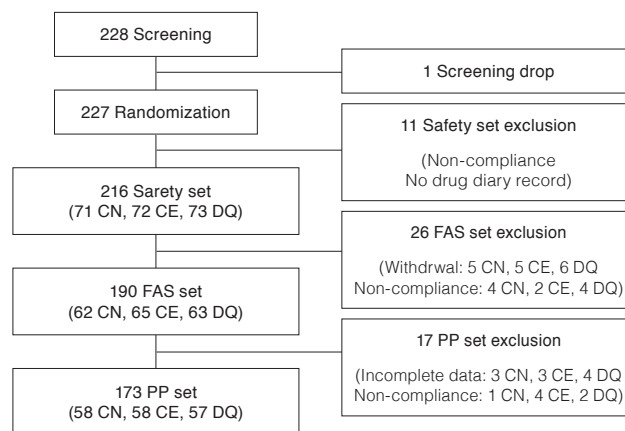 228 Screening
1 Screening drop
227 Randomization
11 Safety set exclusion
(Non-compliance
No drug diary record)
216 Sarety set
(71 CN, 72 CE, 73 DQ)
26 FAS set exclusion
(Withdrwal: 5 CN, 5 CE, 6 DQ
Non-compliance: 4 CN, 2 CE, 4 DQ)
190 FAS set
(62 CN, 65 CE, 63 DQ)
17 PP set exclusion
(Incomplete data: 3 CN, 3 CE, 4 DQ
Non-compliance: 1 CN, 4 CE, 2 DQ)
173 PP set
(58 CN, 58 CE, 57 DQ)